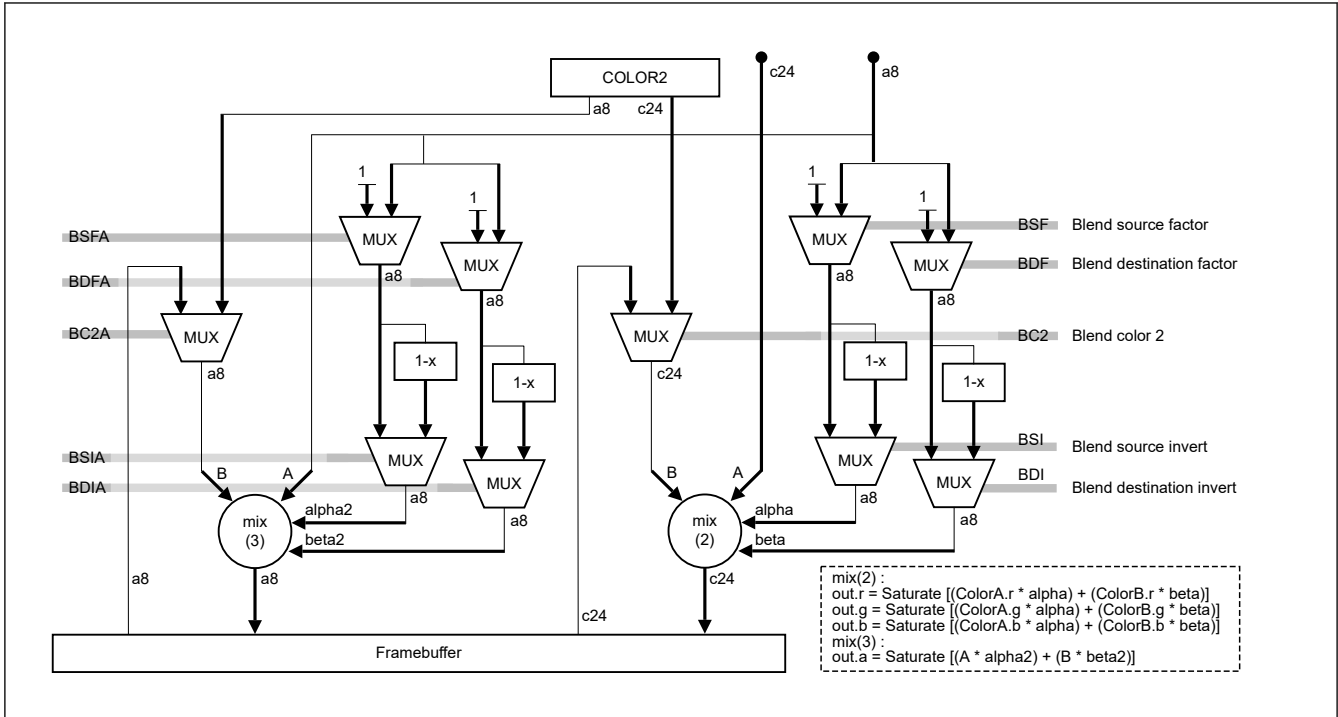 COLOR2
c24
a8
a8
c24
1
1
1
1
BSFA
MUX
MUX
MUX
MUX
BSF
Blend source factor
BDFA
a8
a8
a8
a8
BDF
Blend destination factor
BC2A
MUX
MUX
BC2
Blend color 2
a8
1-x
1-x
c24
1-x
1-x
BSIA
MUX
MUX
BSI
Blend source invert
B
A
B
A
BDIA
MUX
MUX
BDI
Blend destination invert
a8
a8
a8
a8
mix
(3)
alpha2
beta2
mix
(2)
alpha
beta
a8
a8
c24
c24
Framebuffer
mix(2) :
out.r = Saturate [(ColorA.r * alpha) + (ColorB.r * beta)]
out.g = Saturate [(ColorA.g * alpha) + (ColorB.g * beta)]
out.b = Saturate [(ColorA.b * alpha) + (ColorB.b * beta)]
mix(3) :
out.a = Saturate [(A * alpha2) + (B * beta2)]